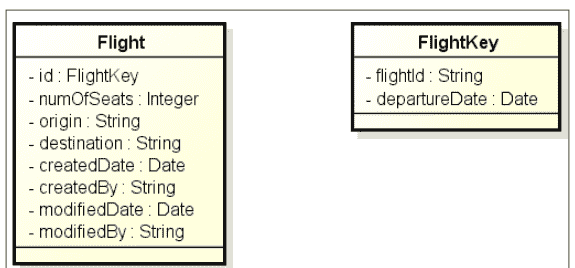 Flight
- id : FlightKey
- numOfSeats : Integer
- origin : String
- destination : String
- createdDate : Date
- createdBy : String
- modifiedDate : Date
- modifiedBy : String
FlightKey
- flightId : String
- departureDate : Date